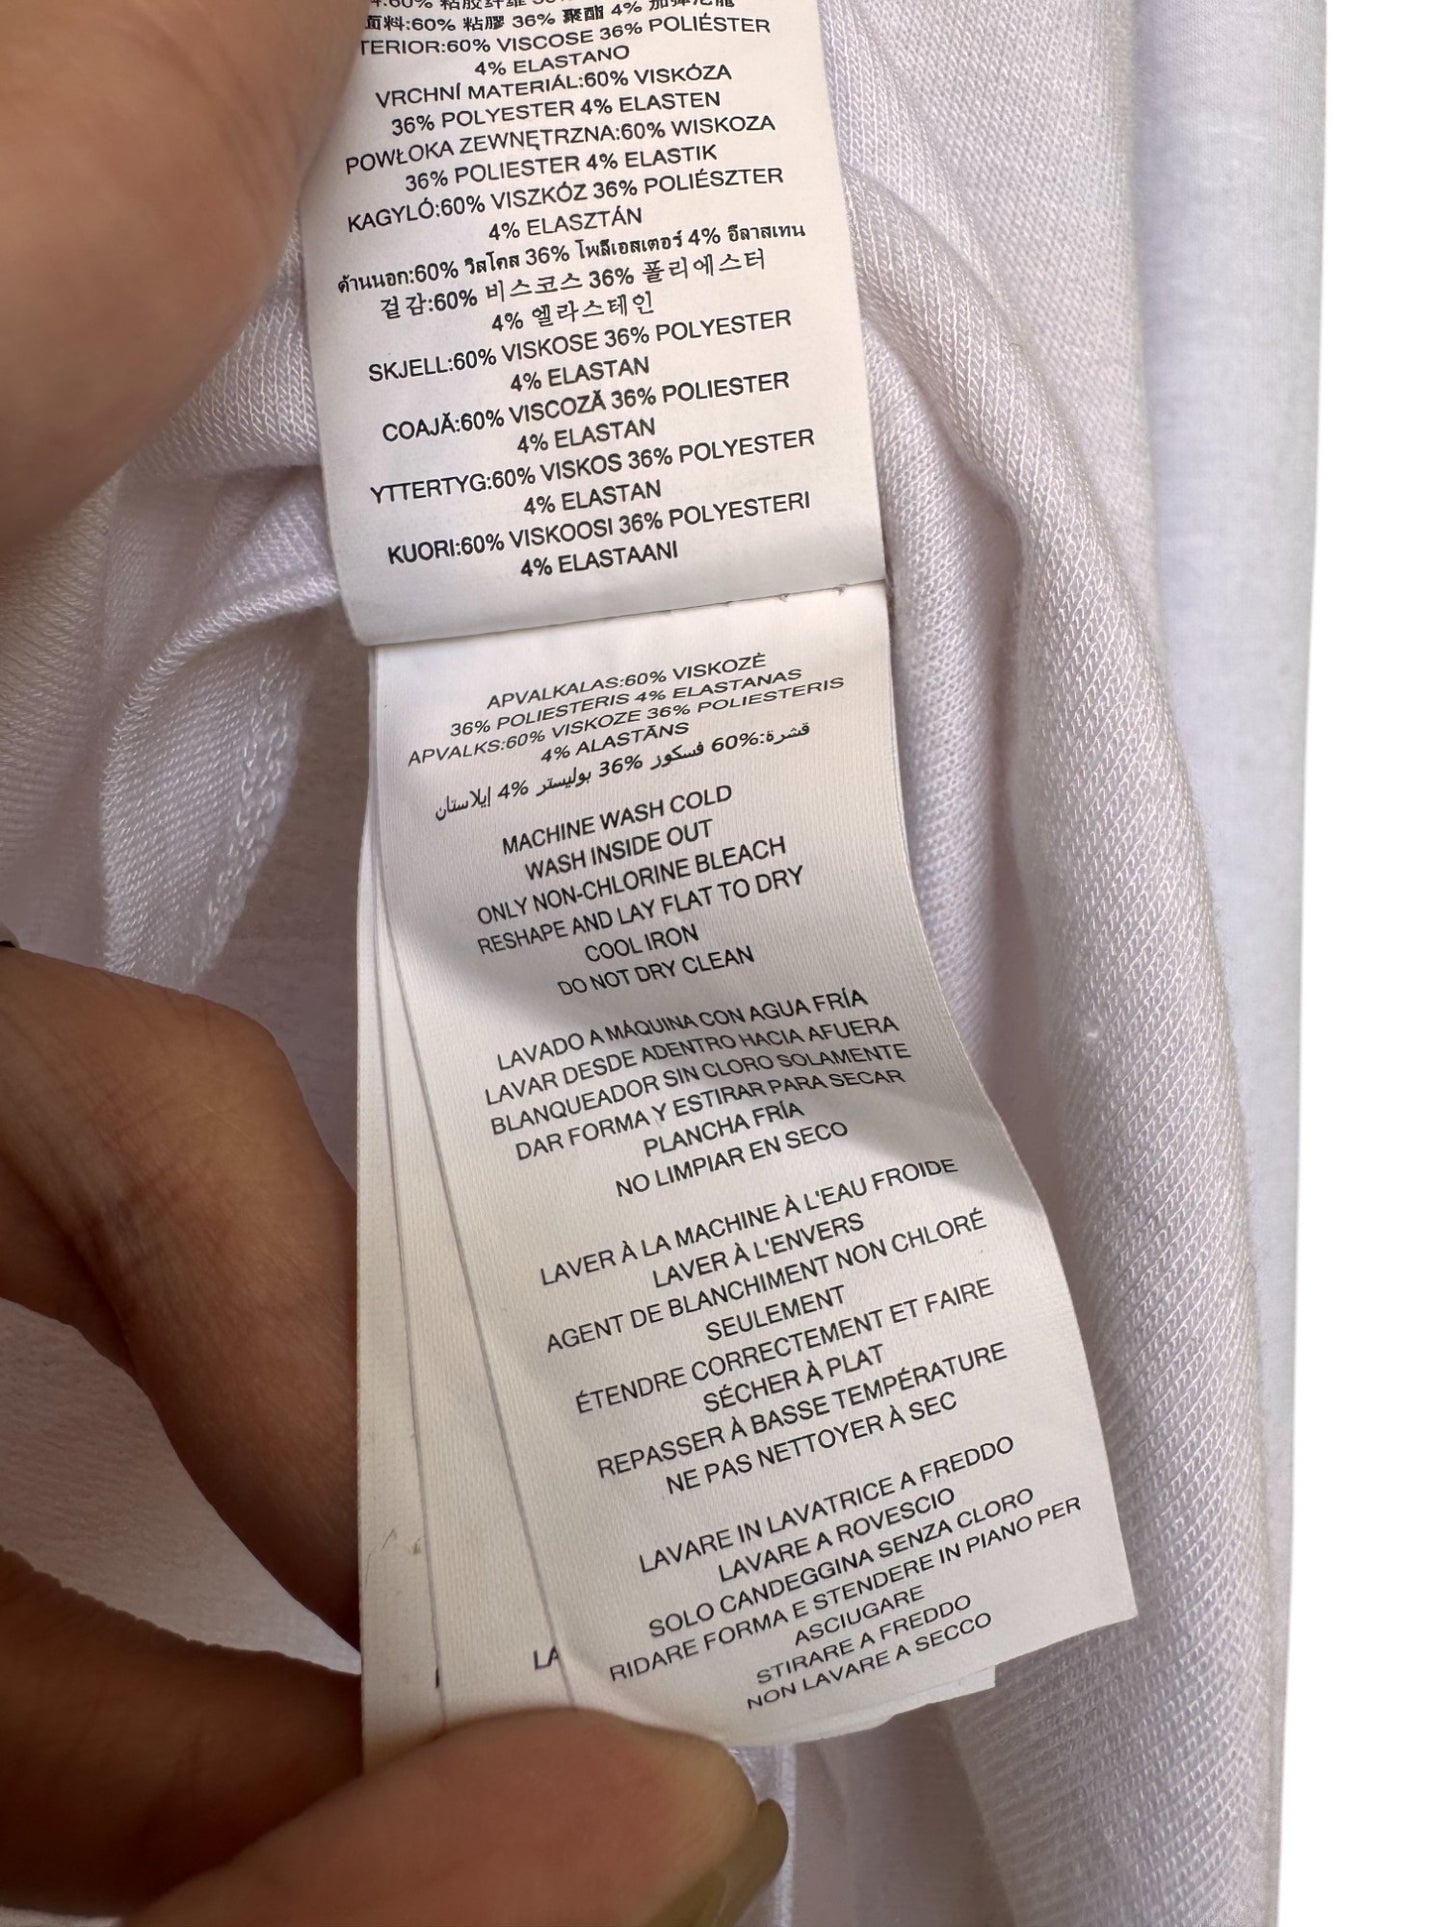 面料:60% 粘膠 36% 聚酯 4%
TERIOR:60% VISCOSE 36% POLIÉSTER
4% ELASTANO
VRCHNÍ MATERIÁL:60% VISKÓZA
36% POLYESTER 4% ELASTEN
POWŁOKA ZEWNĘTRZNA:60% WISKOZA
36% POLIESTER 4% ELASTIK
KAGYLÓ:60% VISZKÓZ 36% POLIÉSZTER
4% ELASZTÁN
ด้านนอก:60% วิสโคส 36% โพลีเอสเตอร์ 4% อีลาสเทน
겉감:60% 비스코스 36% 폴리에스터
4% 엘라스테인
SKJELL:60% VISKOSE 36% POLYESTER
4% ELASTAN
COAJĂ:60% VISCOZĂ 36% POLIESTER
4% ELASTAN
YTTERTYG:60% VISKOS 36% POLYESTER
4% ELASTAN
KUORI:60% VISKOOSI 36% POLYESTERI
4% ELASTAANI
APVALKALAS:60% VISKOZĖ
36% POLIESTERIS 4% ELASTANAS
APVALKS:60% VISKOZE 36% POLIESTERIS
4% ALASTĀNS
قشرة:60% فسكور 36% بوليستر 4% إيلاستان
MACHINE WASH COLD
WASH INSIDE OUT
ONLY NON-CHLORINE BLEACH
RESHAPE AND LAY FLAT TO DRY
COOL IRON
DO NOT DRY CLEAN
LAVADO A MÁQUINA CON AGUA FRÍA
LAVAR DESDE ADENTRO HACIA AFUERA
BLANQUEADOR SIN CLORO SOLAMENTE
DAR FORMA Y ESTIRAR PARA SECAR
PLANCHA FRÍA
NO LIMPIAR EN SECO
LAVER À LA MACHINE À L'EAU FROIDE
LAVER À L'ENVERS
AGENT DE BLANCHIMENT NON CHLORÉ
SEULEMENT
ÉTENDRE CORRECTEMENT ET FAIRE
SÉCHER À PLAT
REPASSER À BASSE TEMPÉRATURE
NE PAS NETTOYER À SEC
LAVARE IN LAVATRICE A FREDDO
LAVARE A ROVESCIO
SOLO CANDEGGINA SENZA CLORO
RIDARE FORMA E STENDERE IN PIANO PER
ASCIUGARE
STIRARE A FREDDO
NON LAVARE A SECCO
LA